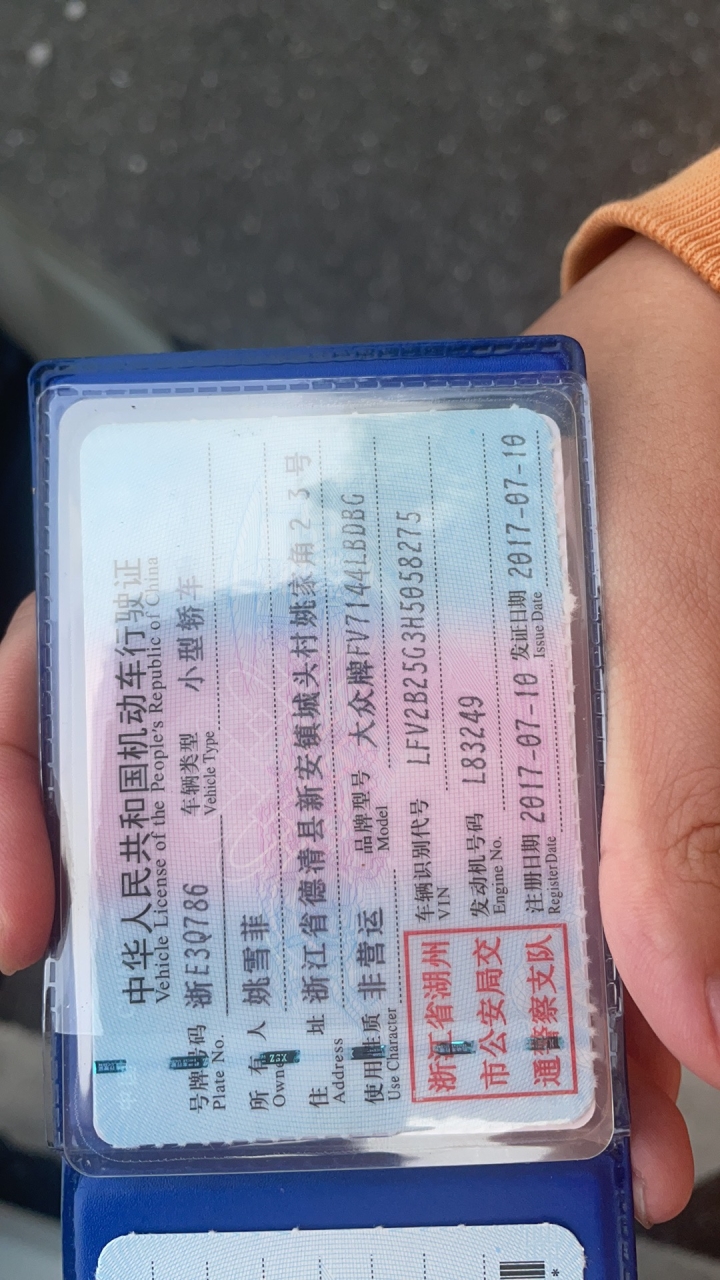 中华人民共和国机动车行驶证
Vehicle License of the People's Republic of China
号牌号码 浙E3Q786 车辆类型 小型轿车
Plate No. Vehicle Type
所有人 姚雪菲
Owner
住址 浙江省德清县新安镇城头村姚家角23号
Address
使用性质 非营运 品牌型号 大众牌FV7144LBDBG
Use Character Model
浙江省湖州
市公安局交
通警察支队
车辆识别代号 LFV2B25G3H5058275
VIN
发动机号码 L83249
Engine No.
注册日期 2017-07-10 发证日期 2017-07-10
Register Date Issue Date
*